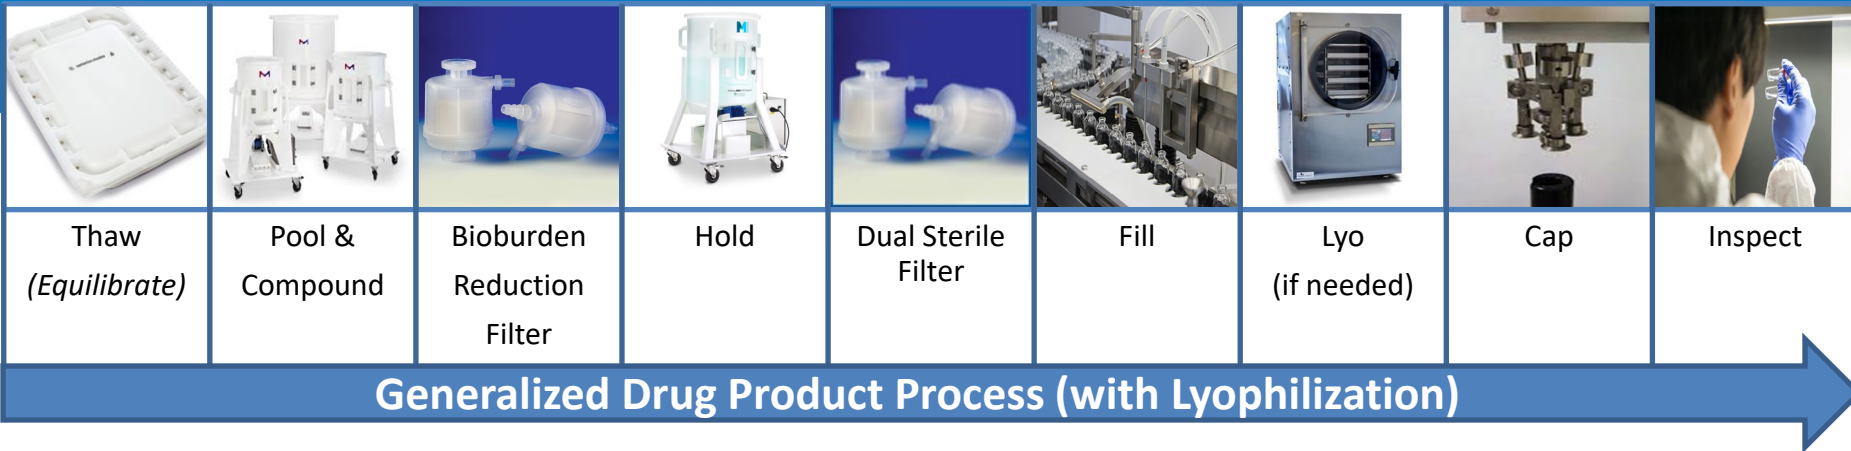 Thaw
(Equilibrate)
Pool &
Compound
Bioburden
Reduction
Filter
Hold
Dual Sterile
Filter
Fill
Lyo
(if needed)
Cap
Inspect
Generalized Drug Product Process (with Lyophilization)